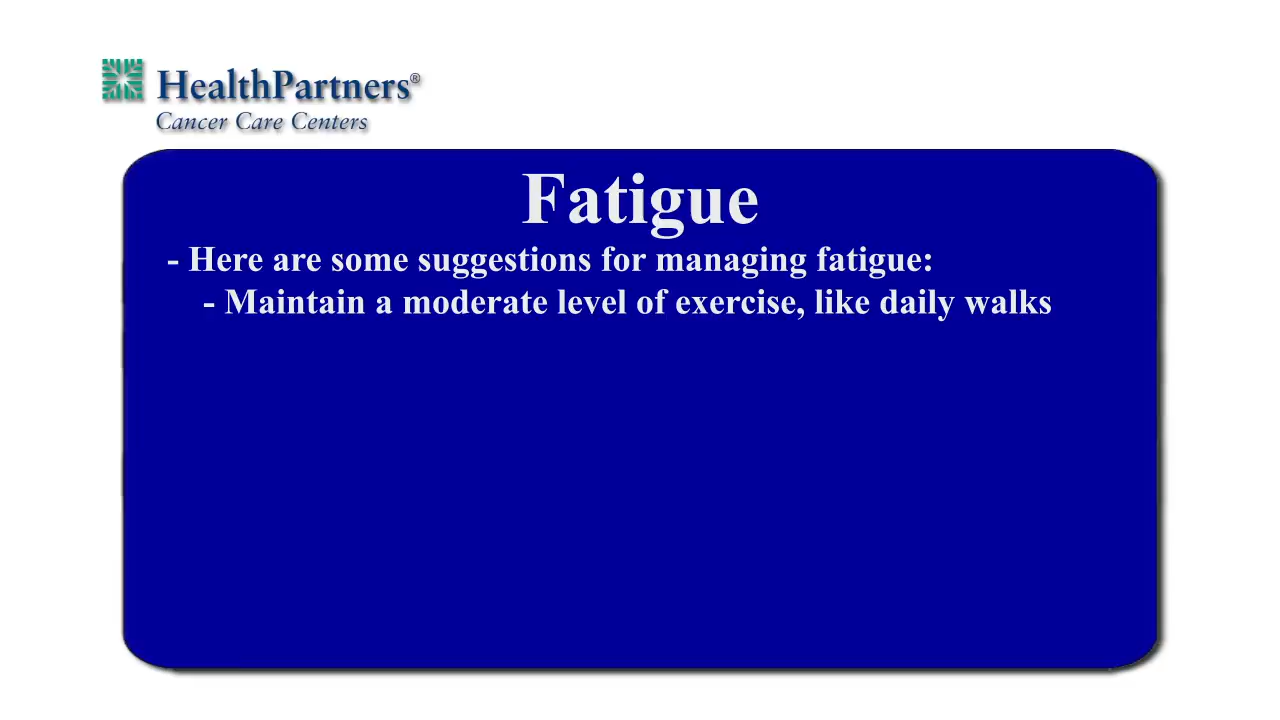 HealthPartners®
Cancer Care Centers
Fatigue
- Here are some suggestions for managing fatigue:
- Maintain a moderate level of exercise, like daily walks